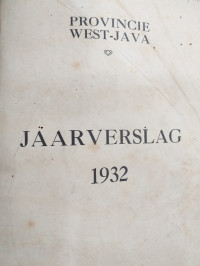 PROVINCIE
WEST-JAVA
JAARVERSLAG
1932